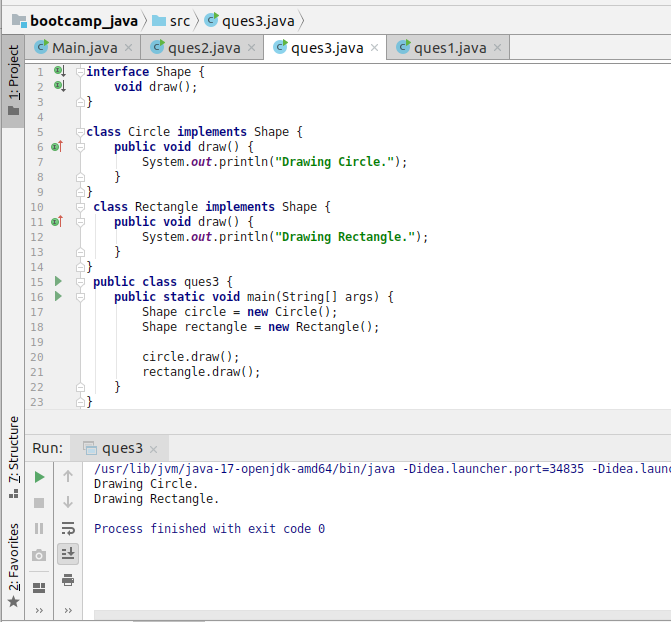 bootcamp_java src ques3.java
Main.java ques2.java ques3.java ques1.java
1: Project
1 interface Shape {
2     void draw();
3 }
4
5 class Circle implements Shape {
6     public void draw() {
7         System.out.println("Drawing Circle.");
8     }
9 }
10  class Rectangle implements Shape {
11     public void draw() {
12         System.out.println("Drawing Rectangle.");
13     }
14 }
15  public class ques3 {
16     public static void main(String[] args) {
17         Shape circle = new Circle();
18         Shape rectangle = new Rectangle();
19
20         circle.draw();
21         rectangle.draw();
22     }
23 }
7: Structure
2: Favorites
Run: ques3
/usr/lib/jvm/java-17-openjdk-amd64/bin/java -Didea.launcher.port=34835 -Didea.launc
Drawing Circle.
Drawing Rectangle.
Process finished with exit code 0